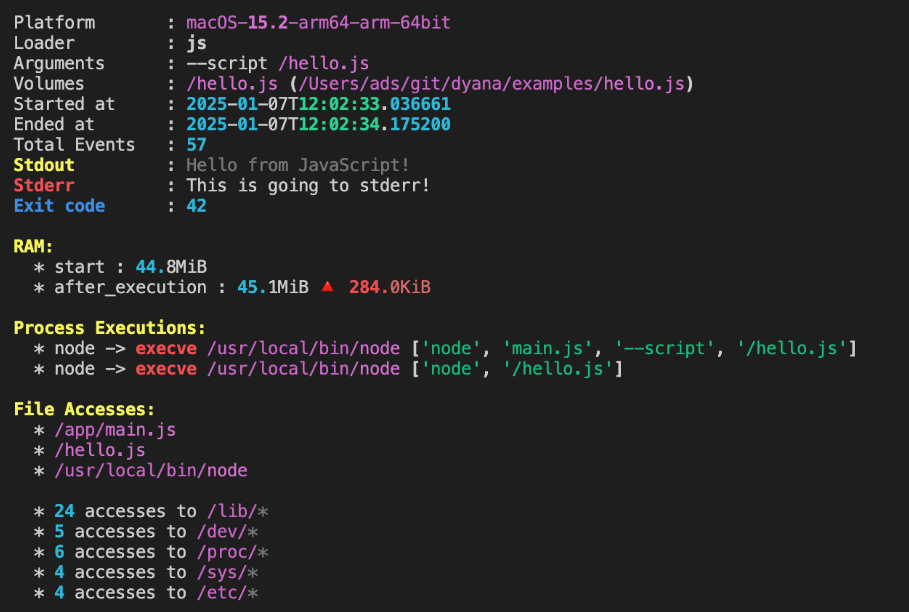 Platform       : macOS-15.2-arm64-arm-64bit
Loader         : js
Arguments      : --script /hello.js
Volumes        : /hello.js (/Users/ads/git/dyana/examples/hello.js)
Started at     : 2025-01-07T12:02:33.036661
Ended at       : 2025-01-07T12:02:34.175200
Total Events   : 57
Stdout         : Hello from JavaScript!
Stderr         : This is going to stderr!
Exit code      : 42

RAM:
  * start : 44.8MiB
  * after_execution : 45.1MiB 🔺 284.0KiB

Process Executions:
  * node -> execve /usr/local/bin/node ['node', 'main.js', '--script', '/hello.js']
  * node -> execve /usr/local/bin/node ['node', '/hello.js']

File Accesses:
  * /app/main.js
  * /hello.js
  * /usr/local/bin/node

  * 24 accesses to /lib/*
  * 5 accesses to /dev/*
  * 6 accesses to /proc/*
  * 4 accesses to /sys/*
  * 4 accesses to /etc/*